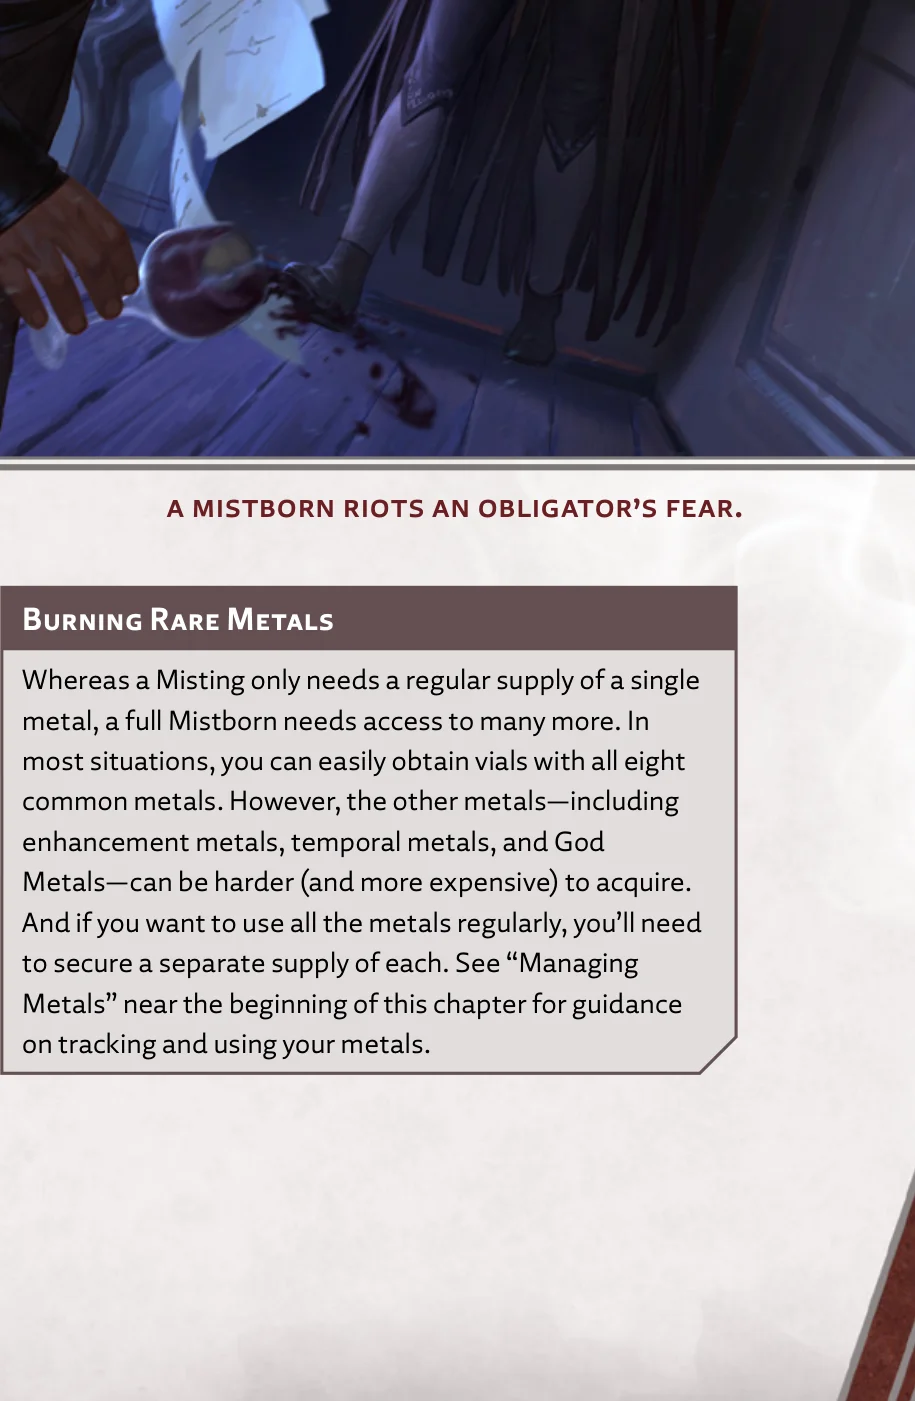 A MISTBORN RIOTS AN OBLIGATOR’S FEAR.
Burning Rare Metals
Whereas a Misting only needs a regular supply of a single
metal, a full Mistborn needs access to many more. In
most situations, you can easily obtain vials with all eight
common metals. However, the other metals—including
enhancement metals, temporal metals, and God
Metals—can be harder (and more expensive) to acquire.
And if you want to use all the metals regularly, you’ll need
to secure a separate supply of each. See “Managing
Metals” near the beginning of this chapter for guidance
on tracking and using your metals.